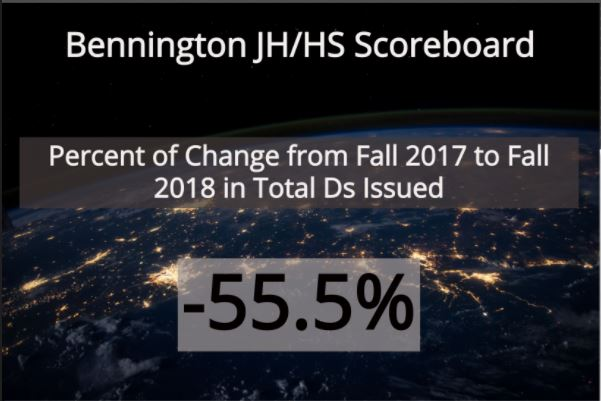 Bennington JH/HS Scoreboard
Percent of Change from Fall 2017 to Fall
2018 in Total Ds Issued
-55.5%